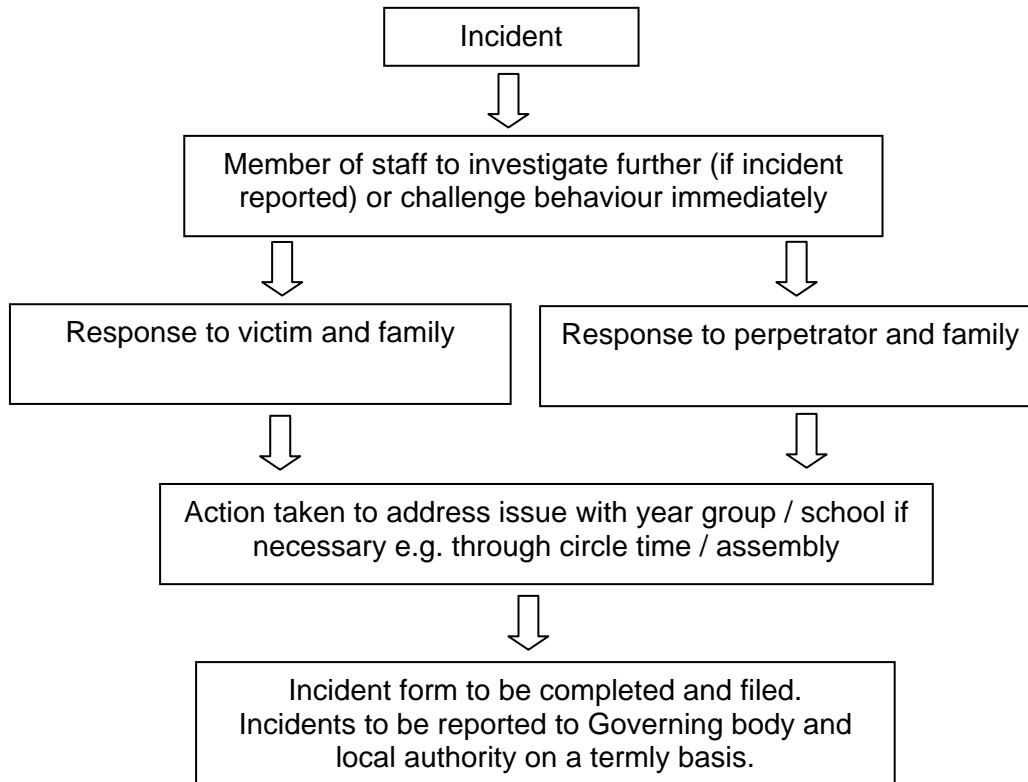 Incident
Member of staff to investigate further (if incident
reported) or challenge behaviour immediately
Response to victim and family
Response to perpetrator and family
Action taken to address issue with year group / school if
necessary e.g. through circle time / assembly
Incident form to be completed and filed.
Incidents to be reported to Governing body and
local authority on a termly basis.